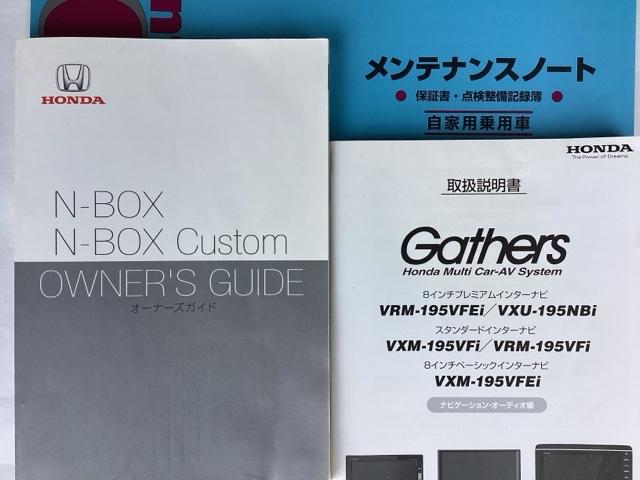 HONDA
N-BOX
N-BOX Custom
OWNER'S GUIDE
オーナーズガイド
メンテナンスノート
● 保証書・点検整備記録簿 ●
自家用乗用車
HONDA
The Power of Dreams
取扱説明書
Gathers
Honda Multi Car-AV System
8インチプレミアムインターナビ
VRM-195VFEi/VXU-195NBi
スタンダードインターナビ
VXM-195VFi/VRM-195VFi
8インチベーシックインターナビ
VXM-195VFEi
ナビゲーション・オーディオ編